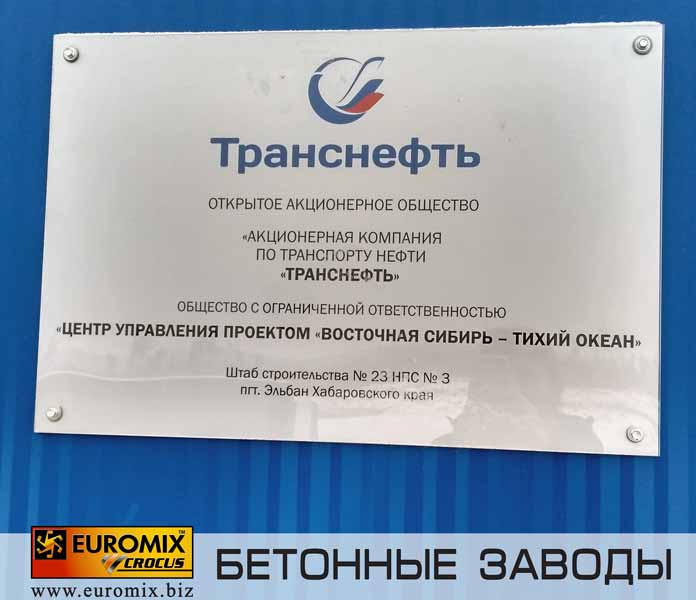 Транснефть
ОТКРЫТОЕ АКЦИОНЕРНОЕ ОБЩЕСТВО
«АКЦИОНЕРНАЯ КОМПАНИЯ
ПО ТРАНСПОРТУ НЕФТИ
«ТРАНСНЕФТЬ»
ОБЩЕСТВО С ОГРАНИЧЕННОЙ ОТВЕТСТВЕННОСТЬЮ
«ЦЕНТР УПРАВЛЕНИЯ ПРОЕКТОМ «ВОСТОЧНАЯ СИБИРЬ – ТИХИЙ ОКЕАН»
Штаб строительства № 23 НПС № 3
пгт. Эльбан Хабаровского края
EUROMIX™
CROCUS
www.euromix.biz
БЕТОННЫЕ ЗАВОДЫ